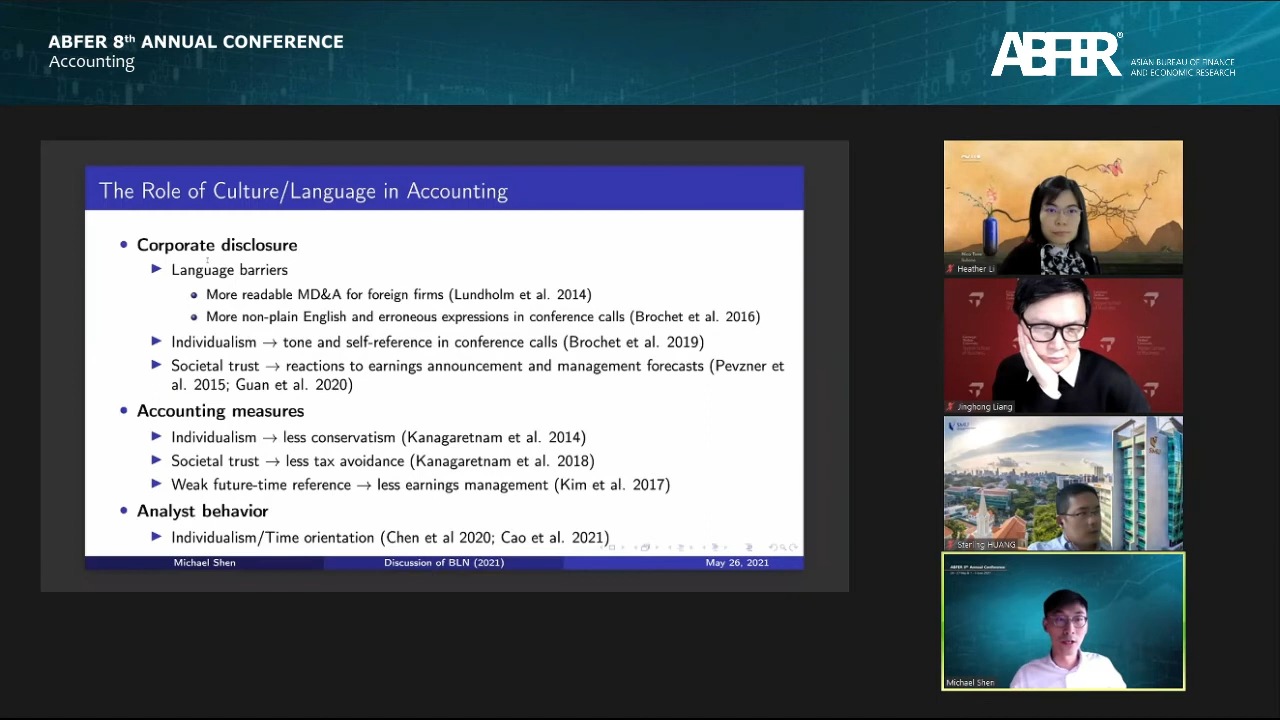 ABFER 8th ANNUAL CONFERENCE
Accounting
ABFER®
ASIAN BUREAU OF FINANCE
AND ECONOMIC RESEARCH
The Role of Culture/Language in Accounting
Corporate disclosure
Language barriers
More readable MD&A for foreign firms (Lundholm et al. 2014)
More non-plain English and erroneous expressions in conference calls (Brochet et al. 2016)
Individualism → tone and self-reference in conference calls (Brochet et al. 2019)
Societal trust → reactions to earnings announcement and management forecasts (Pevzner et
al. 2015; Guan et al. 2020)
Accounting measures
Individualism → less conservatism (Kanagaretnam et al. 2014)
Societal trust → less tax avoidance (Kanagaretnam et al. 2018)
Weak future-time reference → less earnings management (Kim et al. 2017)
Analyst behavior
Individualism/Time orientation (Chen et al 2020; Cao et al. 2021)
Michael Shen
Discussion of BLN (2021)
May 26, 2021
Heather Li
Jinghong Liang
SMU
Sterling HUANG
ABFER 8th Annual Conference
Michael Shen